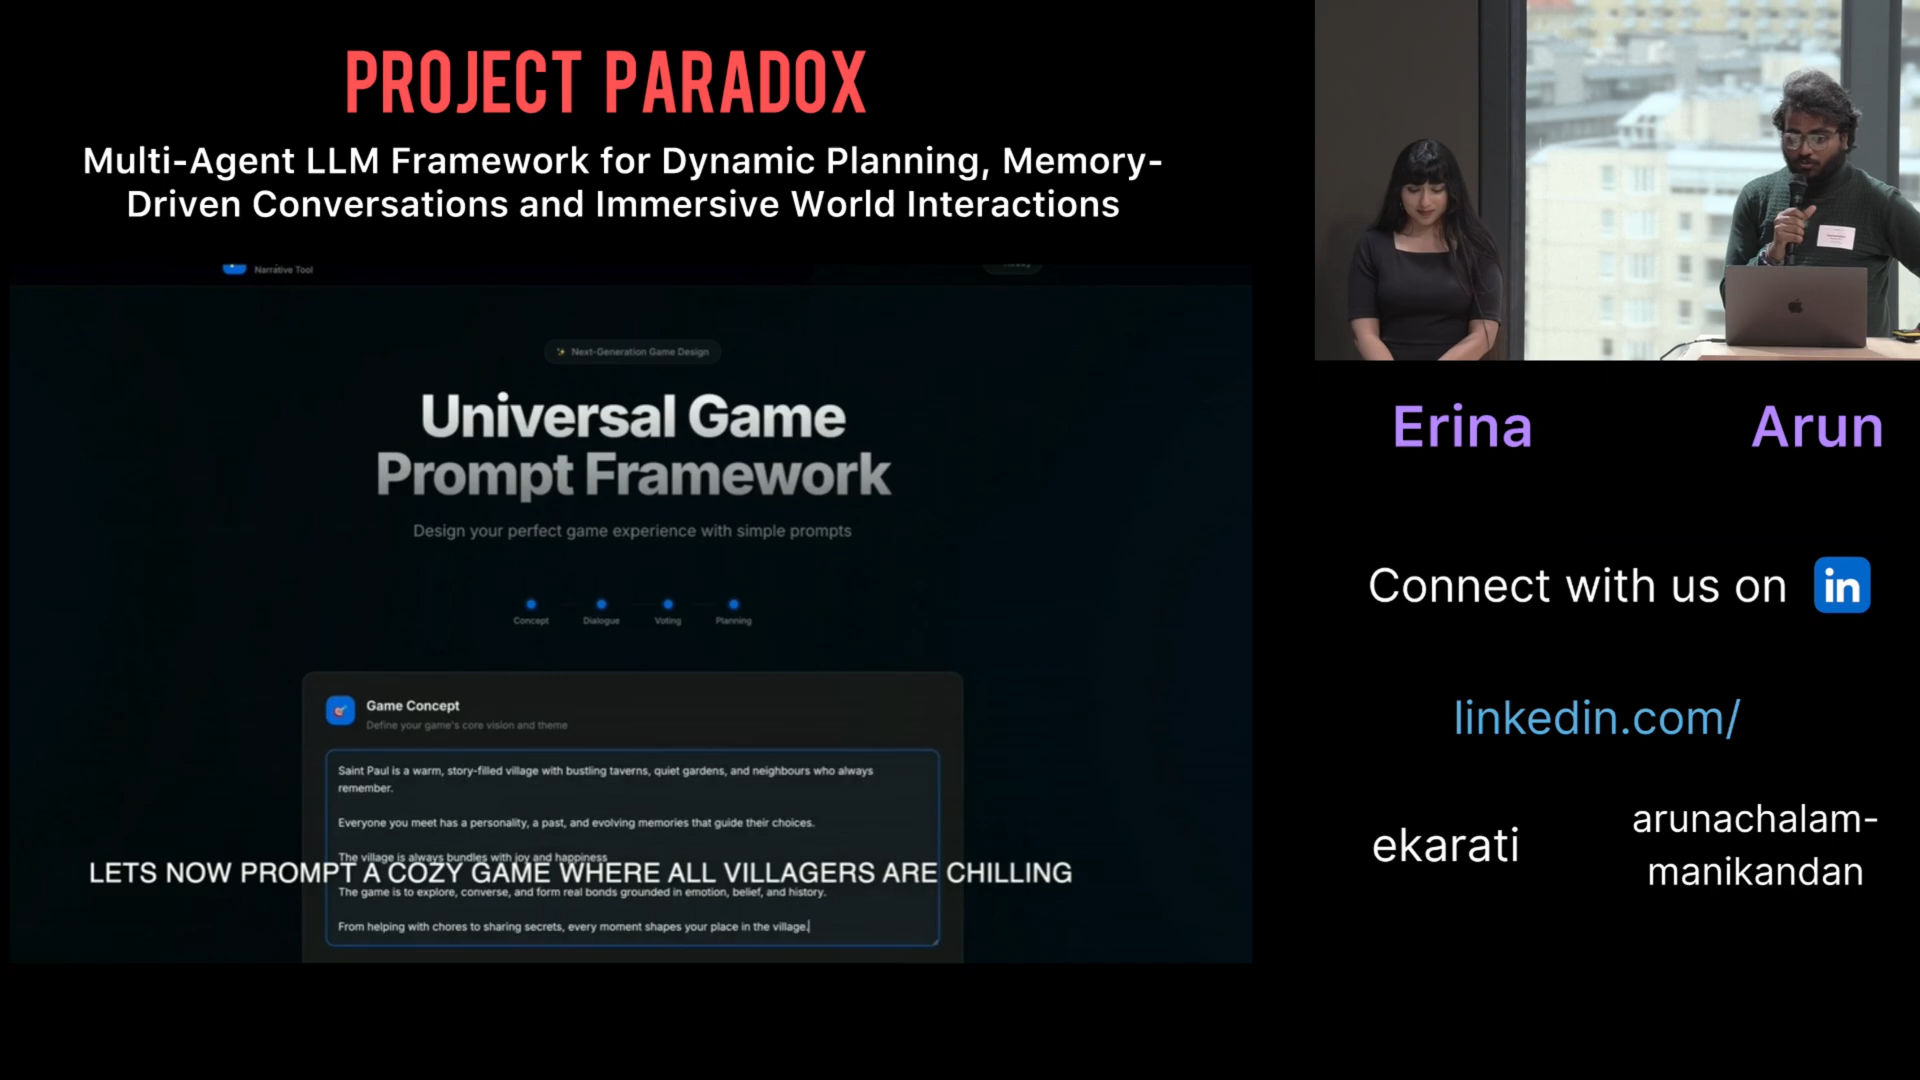 PROJECT PARADOX
Multi-Agent LLM Framework for Dynamic Planning, Memory-
Driven Conversations and Immersive World Interactions
Narrative Tool
Next-Generation Game Design
Universal Game
Prompt Framework
Design your perfect game experience with simple prompts
Concept
Dialogue
Voting
Planning
Game Concept
Define your game's core vision and theme
Saint Paul is a warm, story-filled village with bustling taverns, quiet gardens, and neighbours who always
remember.
Everyone you meet has a personality, a past, and evolving memories that guide their choices.
The village is always bundles with joy and happiness
LETS NOW PROMPT A COZY GAME WHERE ALL VILLAGERS ARE CHILLING
The game is to explore, converse, and form real bonds grounded in emotion, belief, and history.
From helping with chores to sharing secrets, every moment shapes your place in the village.
Erina
Arun
Connect with us on in
linkedin.com/
ekarati
arunachalam-
manikandan